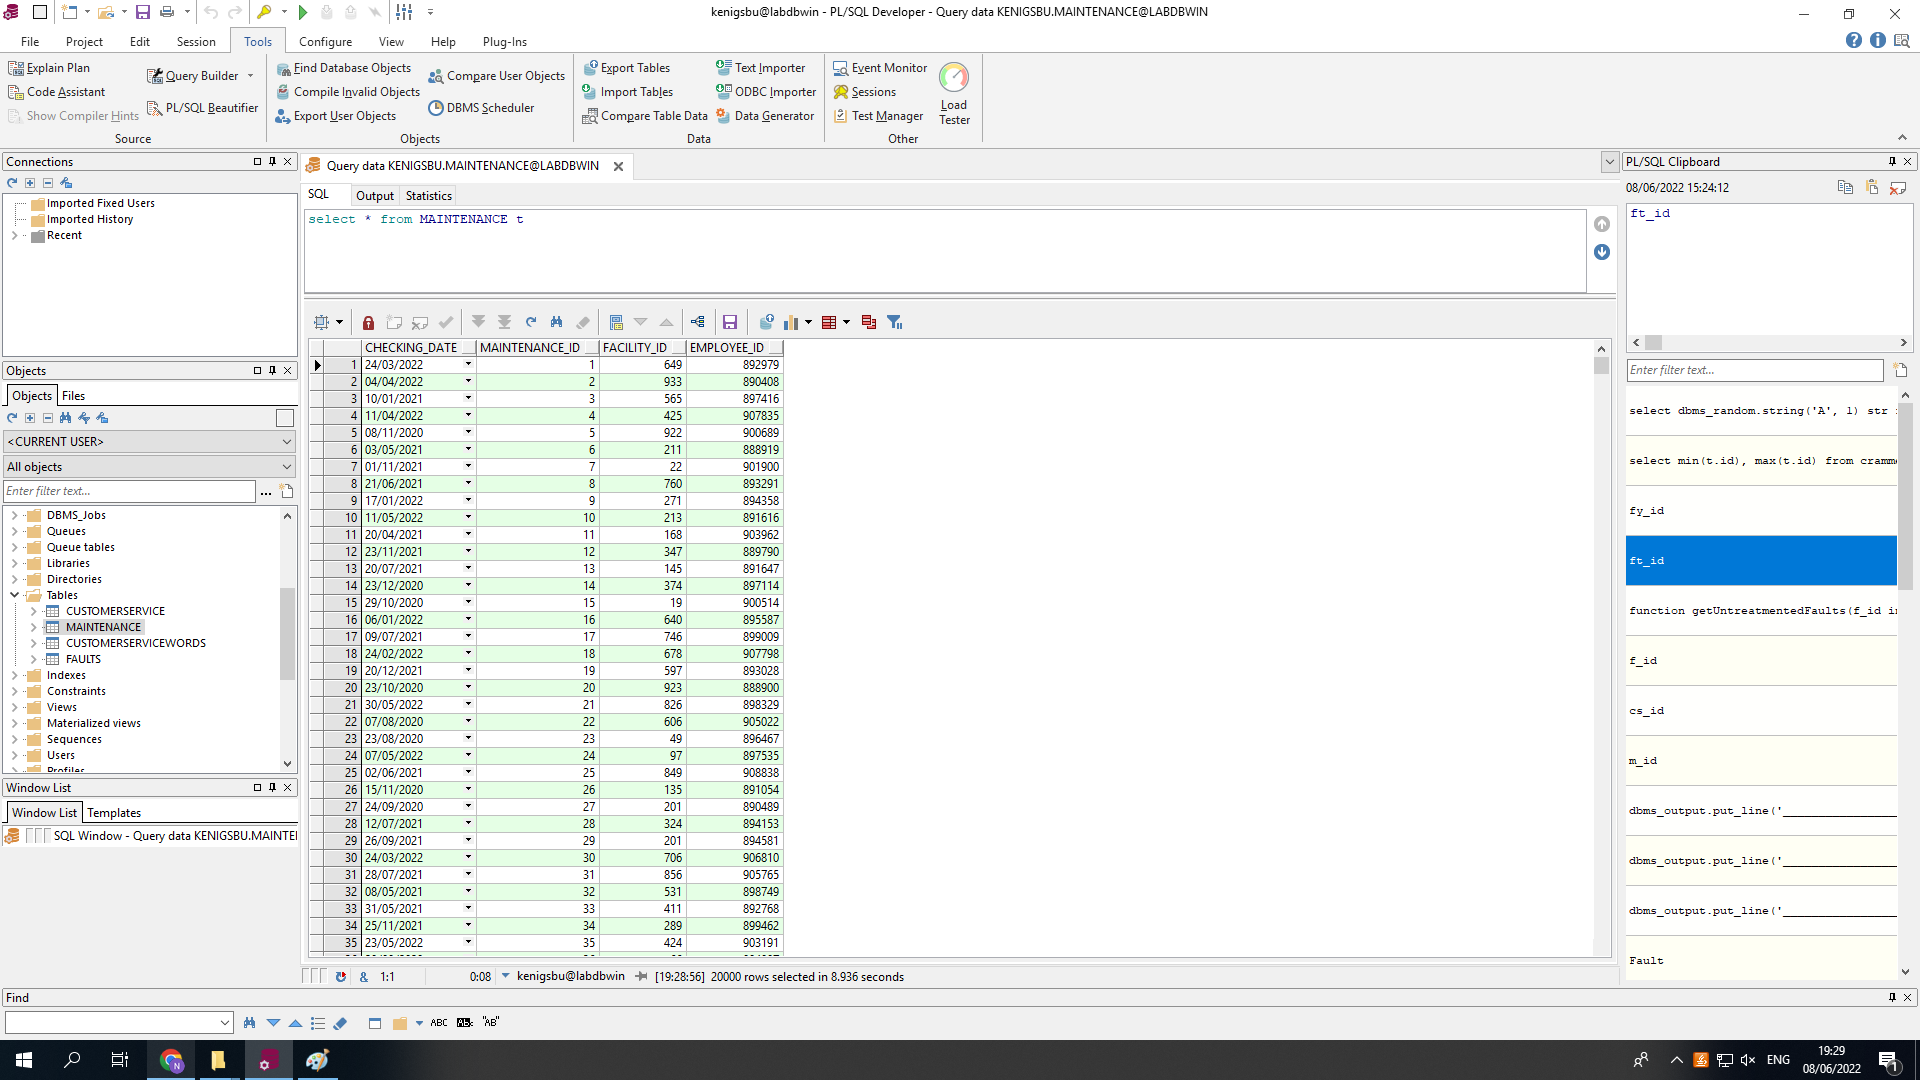 kenigsbu@labdbwin - PL/SQL Developer - Query data KENIGSBU.MAINTENANCE@LABDBWIN
File Project Edit Session Tools Configure View Help Plug-Ins
Explain Plan
Code Assistant
Show Compiler Hints
Query Builder
PL/SQL Beautifier
Source
Find Database Objects
Compile Invalid Objects
Export User Objects
Compare User Objects
DBMS Scheduler
Objects
Export Tables
Import Tables
Compare Table Data
Text Importer
ODBC Importer
Data Generator
Data
Event Monitor
Sessions
Test Manager
Load
Tester
Other
Connections
Imported Fixed Users
Imported History
Recent
Objects
Objects Files
<CURRENT USER>
All objects
Enter filter text...
DBMS_Jobs
Queues
Queue tables
Libraries
Directories
Tables
CUSTOMERSERVICE
MAINTENANCE
CUSTOMERSERVICEWORDS
FAULTS
Indexes
Constraints
Views
Materialized views
Sequences
Users
Profiles
Window List
Window List Templates
SQL Window - Query data KENIGSBU.MAINTEI
Query data KENIGSBU.MAINTENANCE@LABDBWIN
SQL Output Statistics
select * from MAINTENANCE t
CHECKING_DATE MAINTENANCE_ID FACILITY_ID EMPLOYEE_ID
1 24/03/2022 1 649 892979
2 04/04/2022 2 933 890408
3 10/01/2021 3 565 897416
4 11/04/2022 4 425 907835
5 08/11/2020 5 922 900689
6 03/05/2021 6 211 888919
7 01/11/2021 7 22 901900
8 21/06/2021 8 760 893291
9 17/01/2022 9 271 894358
10 11/05/2022 10 213 891616
11 20/04/2021 11 168 903962
12 23/11/2021 12 347 889790
13 20/07/2021 13 145 891647
14 23/12/2020 14 374 897114
15 29/10/2020 15 19 900514
16 06/01/2022 16 640 895587
17 09/07/2021 17 746 899009
18 24/02/2022 18 678 907798
19 20/12/2021 19 597 893028
20 23/10/2020 20 923 888900
21 30/05/2022 21 826 898329
22 07/08/2020 22 606 905022
23 23/08/2020 23 49 896467
24 07/05/2022 24 97 897535
25 02/06/2021 25 849 908838
26 15/11/2020 26 135 891054
27 24/09/2020 27 201 890489
28 12/07/2021 28 324 894153
29 26/09/2021 29 201 894581
30 24/03/2022 30 706 906810
31 28/07/2021 31 856 905765
32 08/05/2021 32 531 898749
33 31/05/2021 33 411 892768
34 25/11/2021 34 289 899462
35 23/05/2022 35 424 903191
& 1:1 0:08 kenigsbu@labdbwin [19:28:56] 20000 rows selected in 8.936 seconds
PL/SQL Clipboard
08/06/2022 15:24:12
ft_id
Enter filter text...
select dbms_random.string('A', 1) str
select min(t.id), max(t.id) from cramm
fy_id
ft_id
function getUntreatmentedFaults(f_id in
f_id
cs_id
m_id
dbms_output.put_line('____________________
dbms_output.put_line('____________________
dbms_output.put_line('____________________
Fault
Find
ABC AB "AB"
ENG
19:29
08/06/2022
1